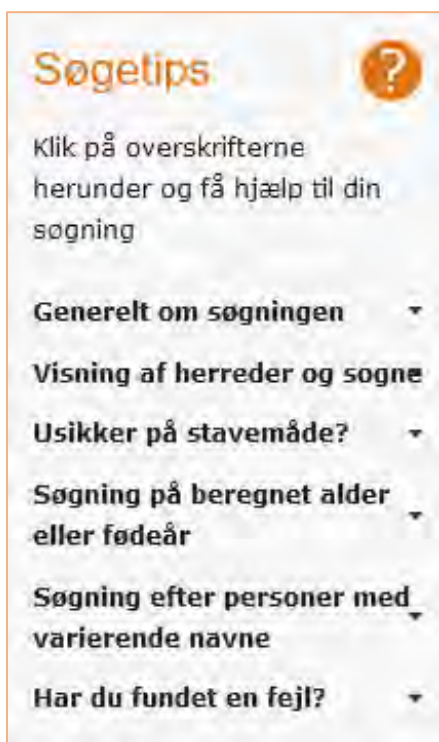 Søgetips ?
Klik på overskrifterne
herunder og få hjælp til din
søgning
Generelt om søgningen
Visning af herreder og sogne
Usikker på stavemåde?
Søgning på beregnet alder
eller fødeår
Søgning efter personer med
varierende navne
Har du fundet en fejl?